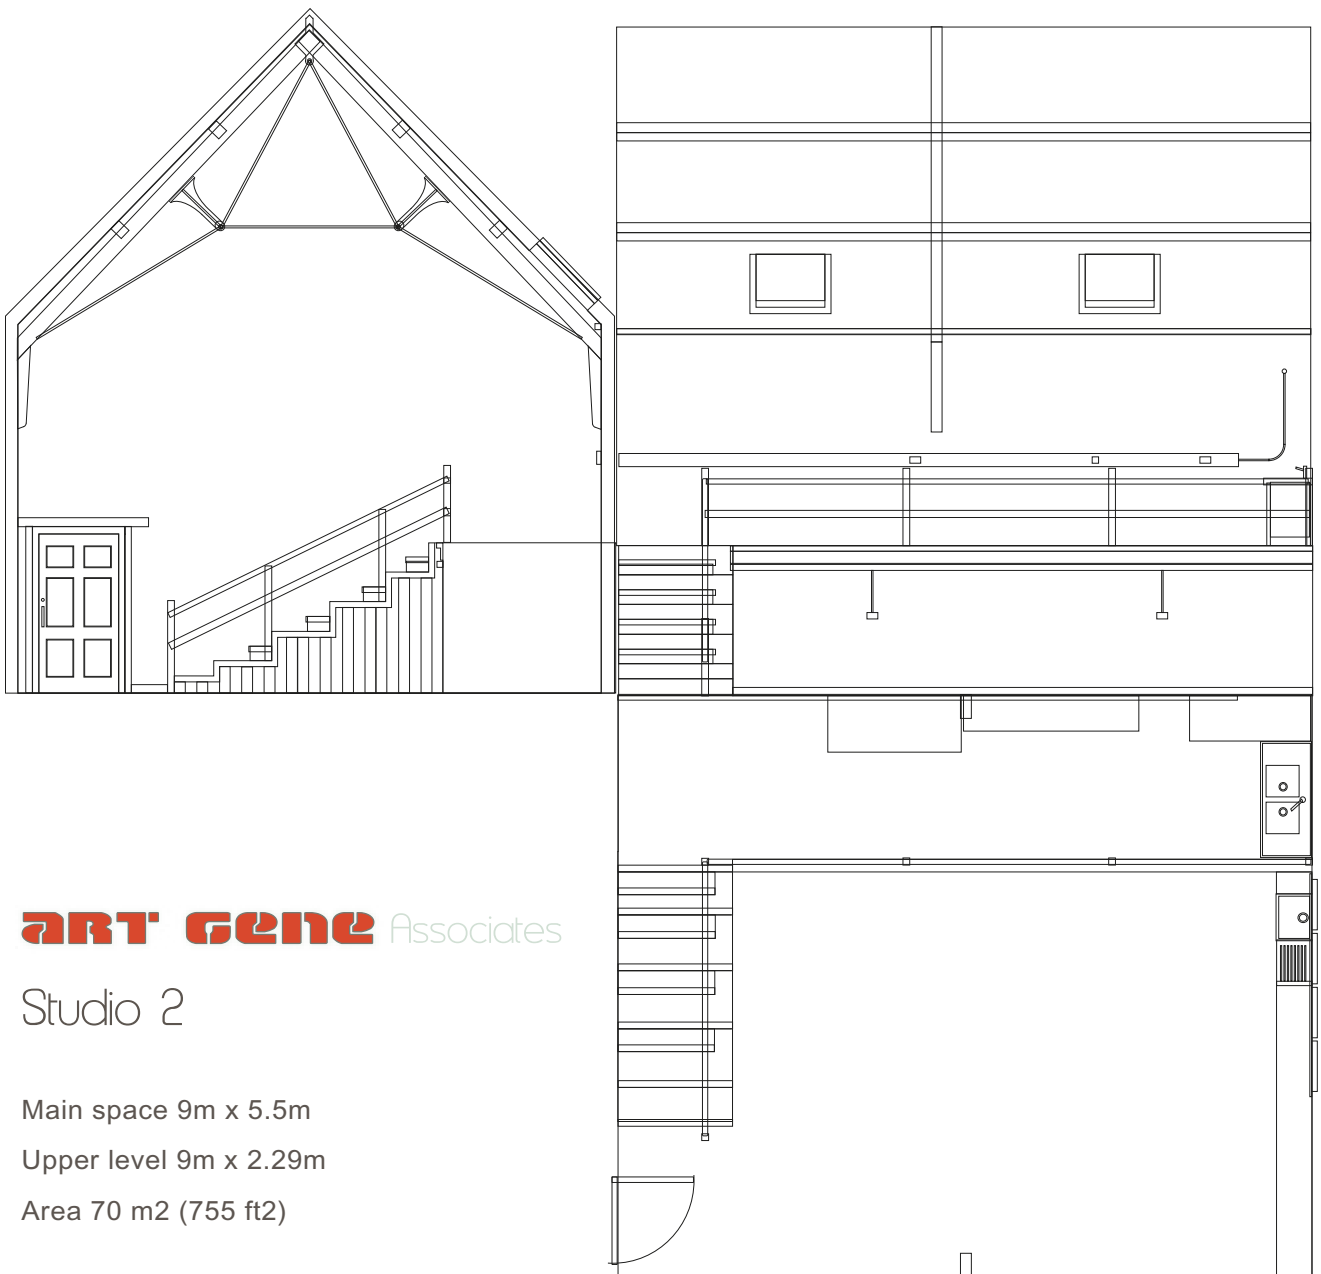 ART GENE Associates
Studio 2
Main space 9m x 5.5m
Upper level 9m x 2.29m
Area 70 m2 (755 ft2)